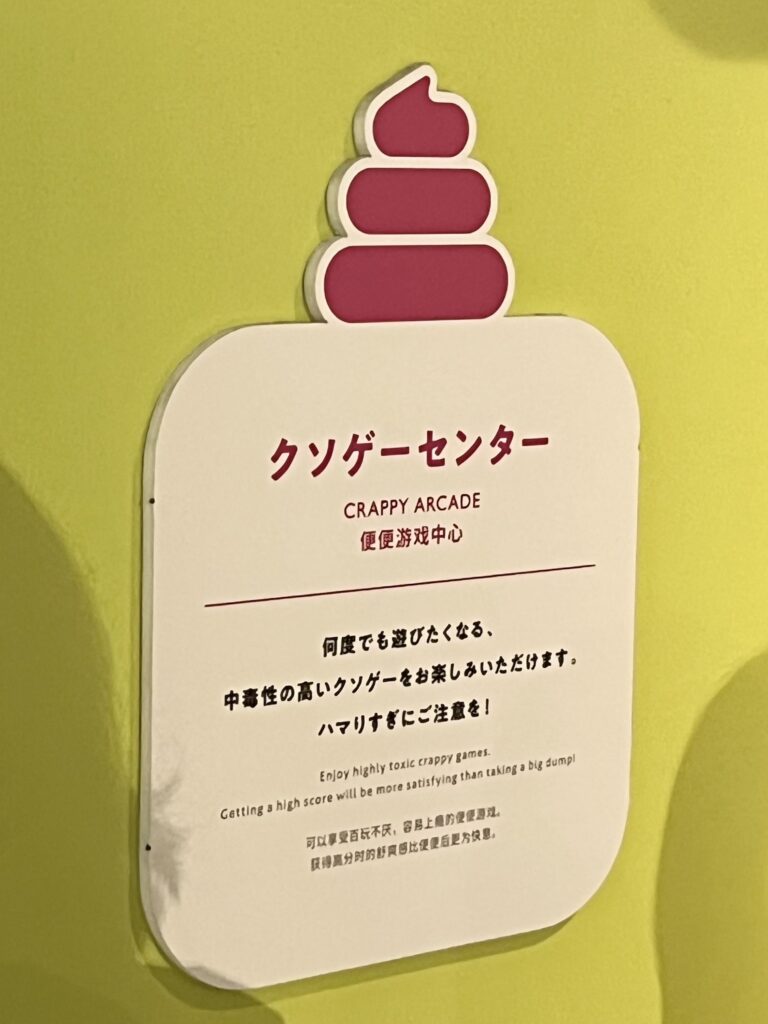 クソゲーセンター
CRAPPY ARCADE
便便游戏中心
何度でも遊びたくなる、
中毒性の高いクソゲーをお楽しみいただけます。
ハマりすぎにご注意を!
Enjoy highly toxic crappy games.
Getting a high score will be more satisfying than taking a big dump!
可以享受百玩不厌，容易上瘾的便便游戏。
获得高分时的舒爽感比便便后更为快意。